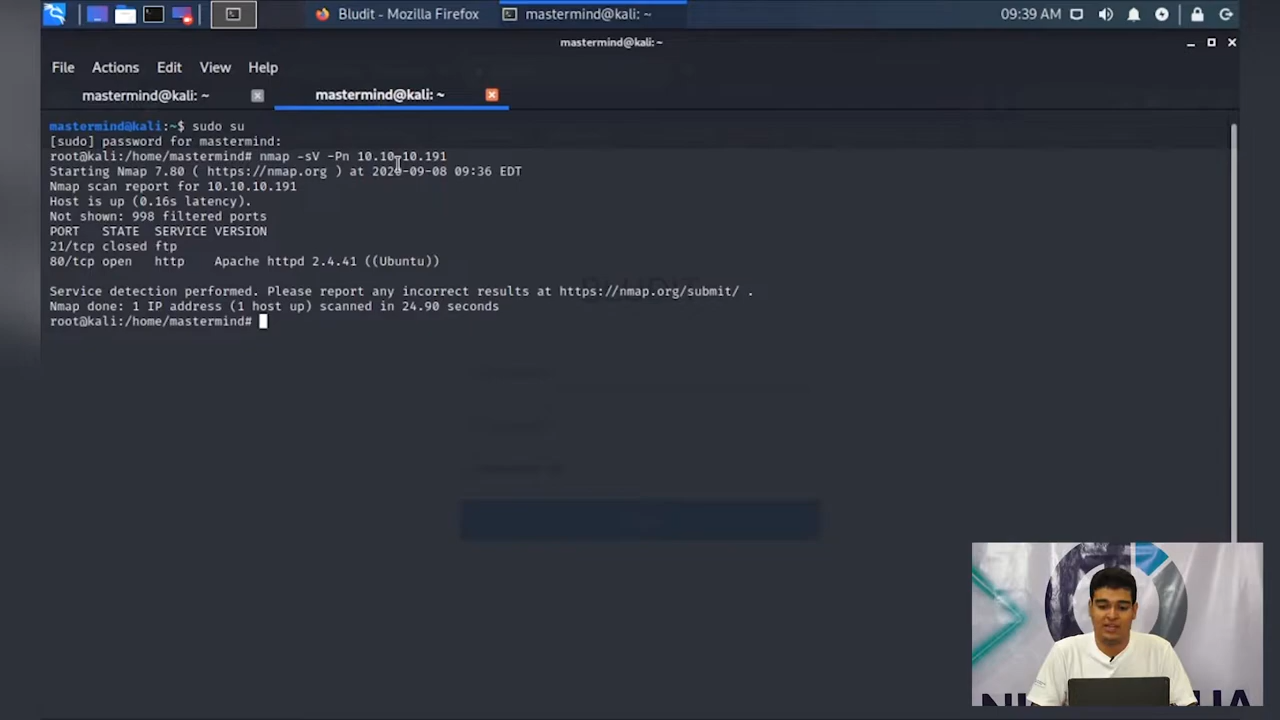 Bludit - Mozilla Firefox
mastermind@kali: ~
09:39 AM
mastermind@kali: ~
File Actions Edit View Help
mastermind@kali: ~
mastermind@kali: ~
mastermind@kali:~$ sudo su
[sudo] password for mastermind:
root@kali:/home/mastermind# nmap -sV -Pn 10.10.10.191
Starting Nmap 7.80 ( https://nmap.org ) at 2020-09-08 09:36 EDT
Nmap scan report for 10.10.10.191
Host is up (0.16s latency).
Not shown: 998 filtered ports
PORT STATE SERVICE VERSION
21/tcp closed ftp
80/tcp open http Apache httpd 2.4.41 ((Ubuntu))
BLUDIT
Service detection performed. Please report any incorrect results at https://nmap.org/submit/ .
Nmap done: 1 IP address (1 host up) scanned in 24.90 seconds
root@kali:/home/mastermind#